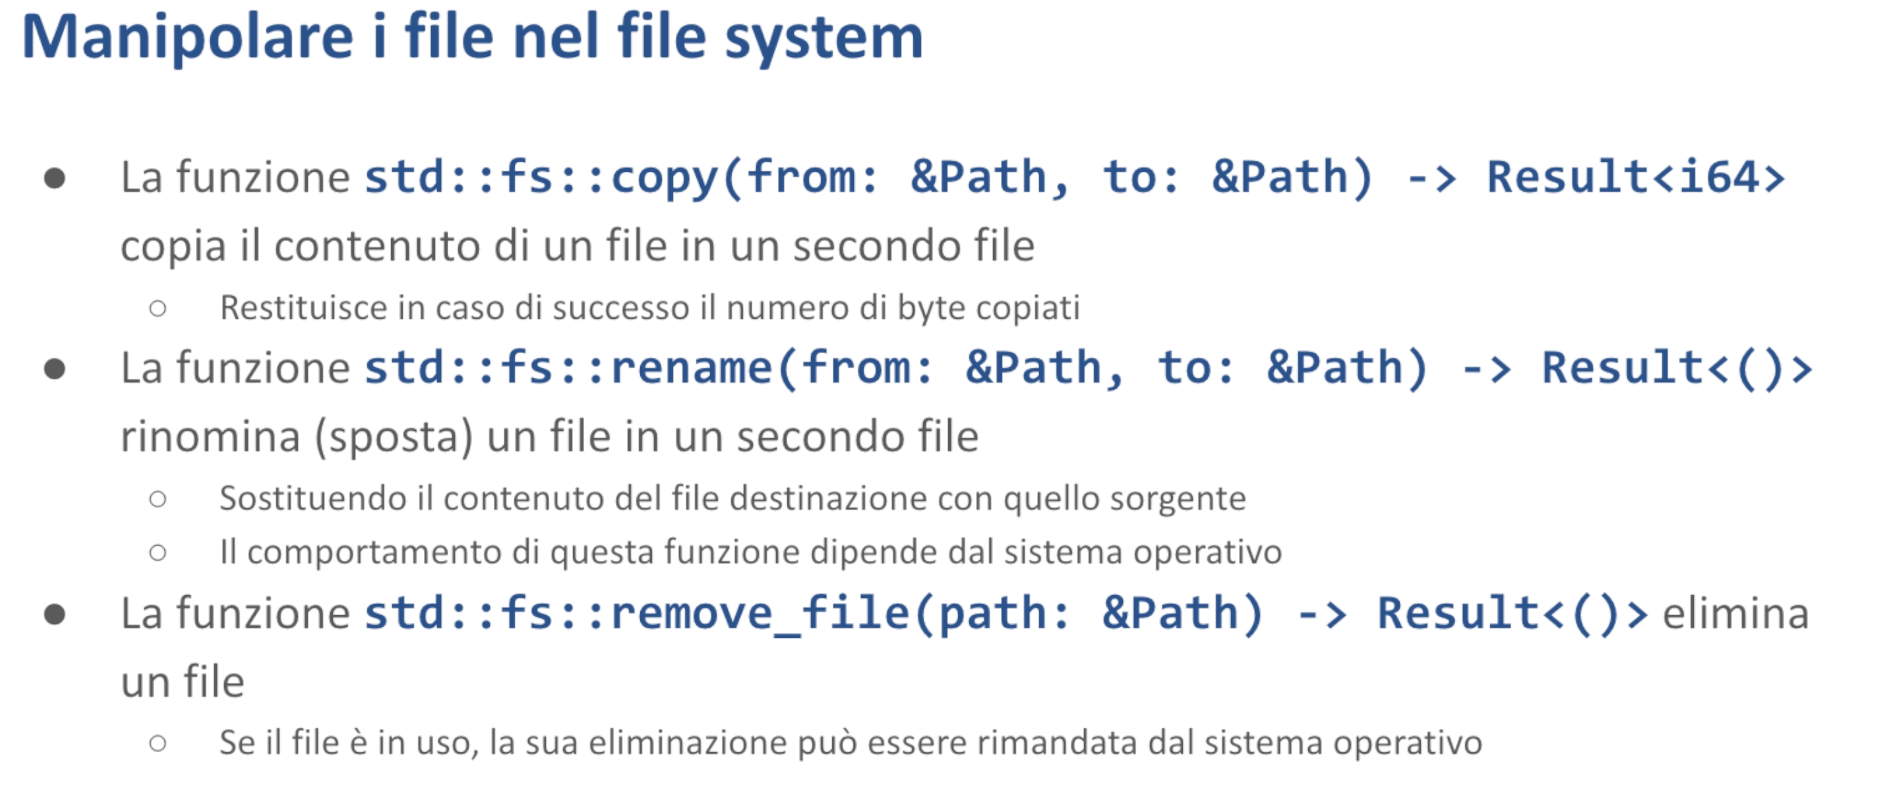 Manipolare i file nel file system
● La funzione std::fs::copy(from: &Path, to: &Path) -> Result<i64>
copia il contenuto di un file in un secondo file
○ Restituisce in caso di successo il numero di byte copiati
● La funzione std::fs::rename(from: &Path, to: &Path) -> Result<()>
rinomina (sposta) un file in un secondo file
○ Sostituendo il contenuto del file destinazione con quello sorgente
○ Il comportamento di questa funzione dipende dal sistema operativo
● La funzione std::fs::remove_file(path: &Path) -> Result<()> elimina
un file
○ Se il file è in uso, la sua eliminazione può essere rimandata dal sistema operativo